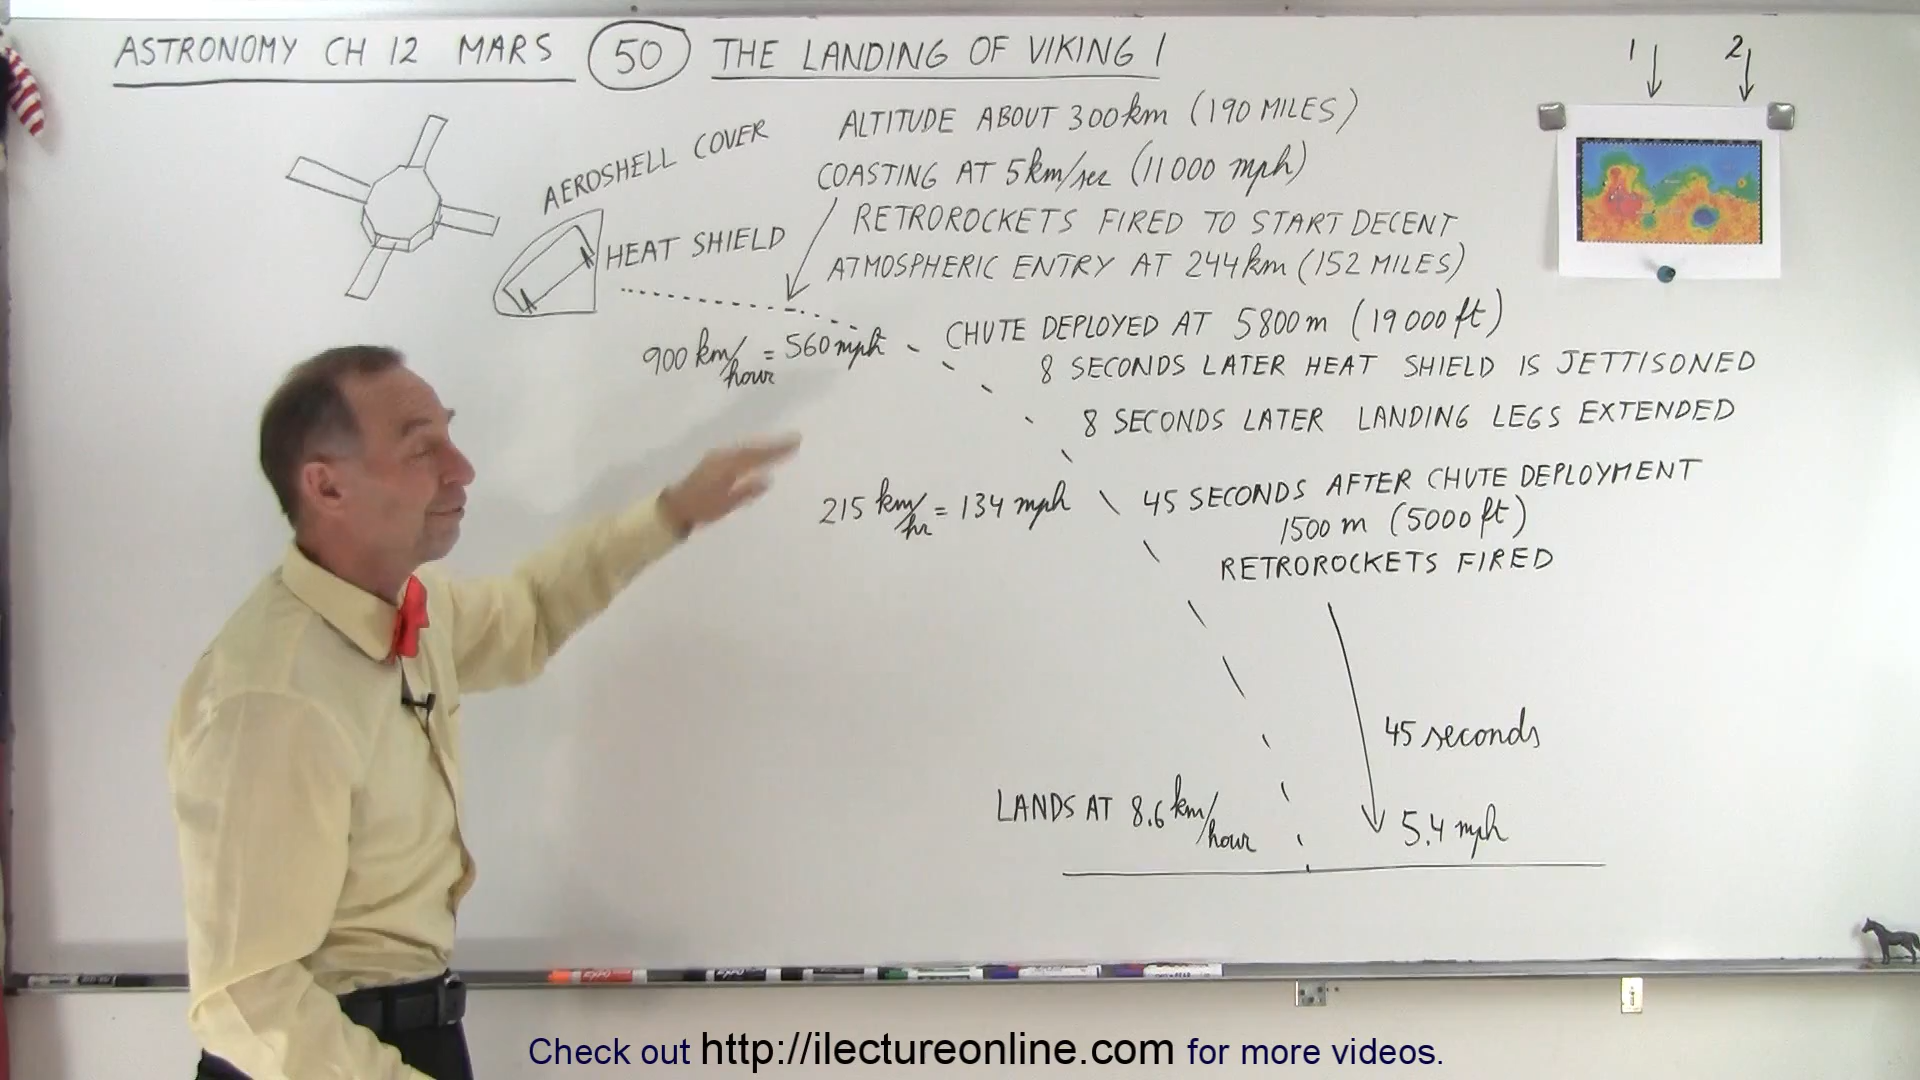 ASTRONOMY CH 12 MARS 50 THE LANDING OF VIKING 1
1 2
AEROSHELL COVER
HEAT SHIELD
ALTITUDE ABOUT 300 km (190 MILES)
COASTING AT 5 km/sec (11 000 mph)
RETROROCKETS FIRED TO START DECENT
ATMOSPHERIC ENTRY AT 244 km (152 MILES)
900 km/hour = 560 mph
CHUTE DEPLOYED AT 5800 m (19 000 ft)
8 SECONDS LATER HEAT SHIELD IS JETTISONED
8 SECONDS LATER LANDING LEGS EXTENDED
215 km/hr = 134 mph
45 SECONDS AFTER CHUTE DEPLOYMENT
1500 m (5000 ft)
RETROROCKETS FIRED
45 seconds
LANDS AT 8.6 km/hour
5.4 mph
EXPO
EXPO
Check out http://ilectureonline.com for more videos.